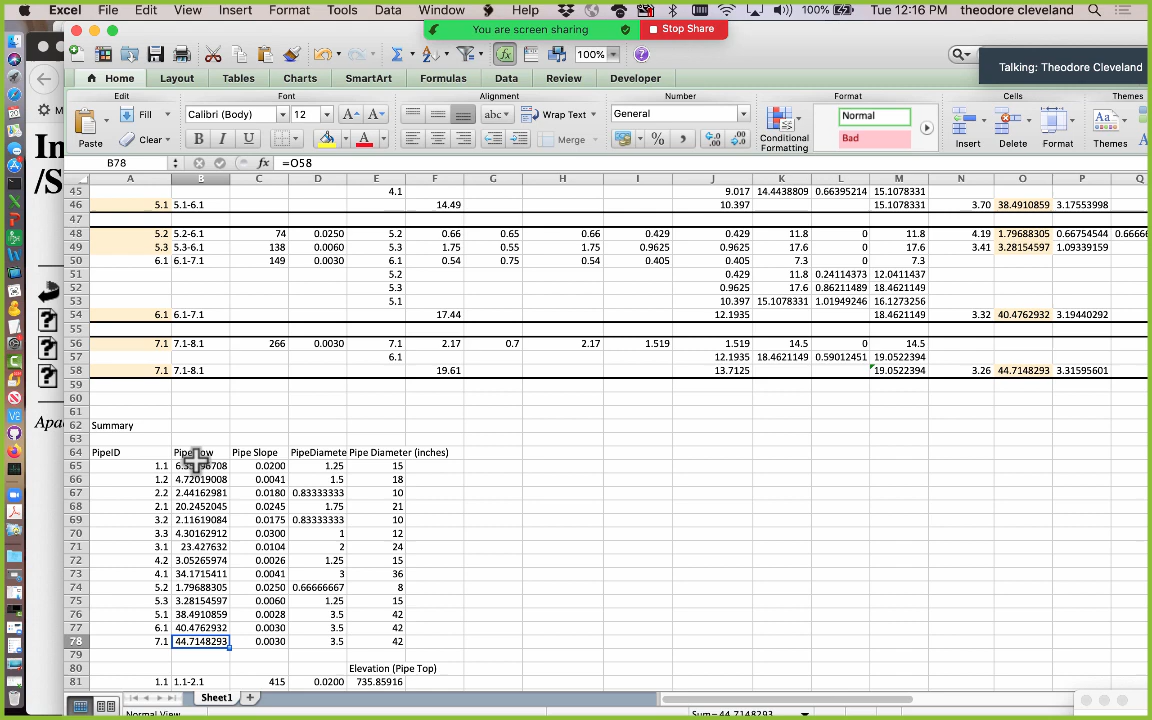 Excel File Edit View Insert Format Tools Data Window Help 100% Tue 12:16 PM theodore cleveland
You are screen sharing Stop Share
100%
Talking: Theodore Cleveland
Home Layout Tables Charts SmartArt Formulas Data Review Developer
Edit Font Alignment Number Format Cells Themes
Fill Calibri (Body) 12 abc Wrap Text General Normal
Paste Clear B I U Merge % Conditional Formatting Bad Insert Delete Format Themes
B78 fx =O58
A B C D E F G H I J K L M N O P Q
45 4.1 9.017 14.4438809 0.66395214 15.1078331
46 5.1 5.1-6.1 14.49 10.397 15.1078331 3.70 38.4910859 3.17553998
47
48 5.2 5.2-6.1 74 0.0250 5.2 0.66 0.65 0.66 0.429 0.429 11.8 0 11.8 4.19 1.79688305 0.66754544 0.6666
49 5.3 5.3-6.1 138 0.0060 5.3 1.75 0.55 1.75 0.9625 0.9625 17.6 0 17.6 3.41 3.28154597 1.09339159
50 6.1 6.1-7.1 149 0.0030 6.1 0.54 0.75 0.54 0.405 0.405 7.3 0 7.3
51 5.2 0.429 11.8 0.24114373 12.0411437
52 5.3 0.9625 17.6 0.86211489 18.4621149
53 5.1 10.397 15.1078331 1.01949246 16.1273256
54 6.1 6.1-7.1 17.44 12.1935 18.4621149 3.32 40.4762932 3.19440292
55
56 7.1 7.1-8.1 266 0.0030 7.1 2.17 0.7 2.17 1.519 1.519 14.5 0 14.5
57 6.1 12.1935 18.4621149 0.59012451 19.0522394
58 7.1 7.1-8.1 19.61 13.7125 19.0522394 3.26 44.7148293 3.31595601
59
60
61
62 Summary
63
64 PipeID Pipe Slope PipeDiamete Pipe Diameter (inches)
65 1.1 0.0200 1.25 15
66 1.2 4.72019008 0.0041 1.5 18
67 2.2 2.44162981 0.0180 0.83333333 10
68 2.1 20.2452045 0.0245 1.75 21
69 3.2 2.11619084 0.0175 0.83333333 10
70 3.3 4.30162912 0.0300 1 12
71 3.1 23.427632 0.0104 2 24
72 4.2 3.05265974 0.0026 1.25 15
73 4.1 34.1715411 0.0041 3 36
74 5.2 1.79688305 0.0250 0.66666667 8
75 5.3 3.28154597 0.0060 1.25 15
76 5.1 38.4910859 0.0028 3.5 42
77 6.1 40.4762932 0.0030 3.5 42
78 7.1 44.7148293 0.0030 3.5 42
79
80 Elevation (Pipe Top)
81 1.1 1.1-2.1 415 0.0200 735.85916
Sheet1
Normal View Sum=44.7148293